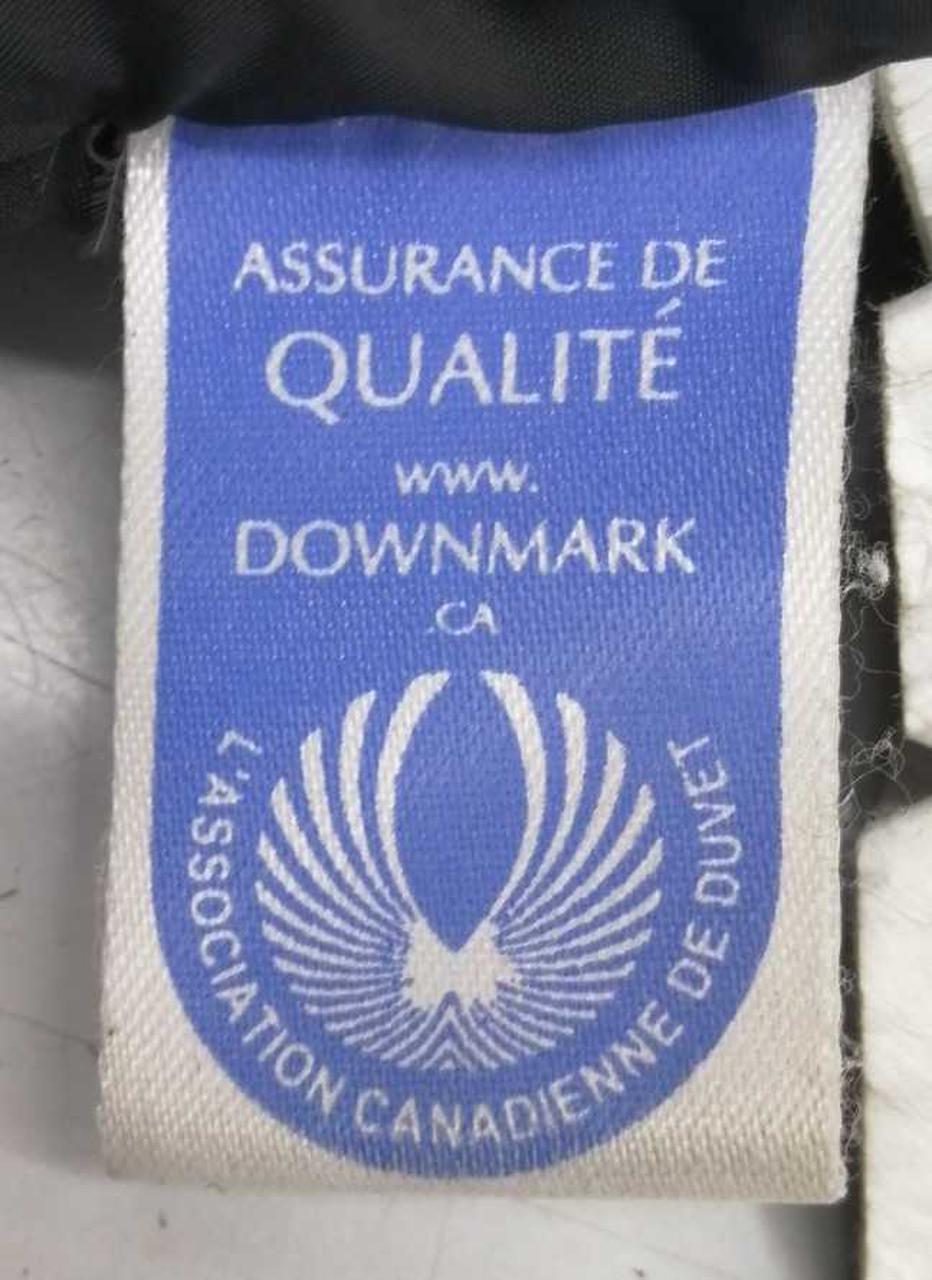 ASSURANCE DE
QUALITÉ
www.
DOWNMARK
.CA
L'ASSOCIATION CANADIENNE DE DUVET